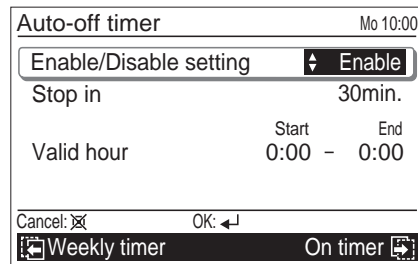 Auto-off timer Mo 10:00
Enable/Disable setting Enable
Stop in 30min.
Start End
Valid hour 0:00 – 0:00
Cancel: OK:
Weekly timer On timer